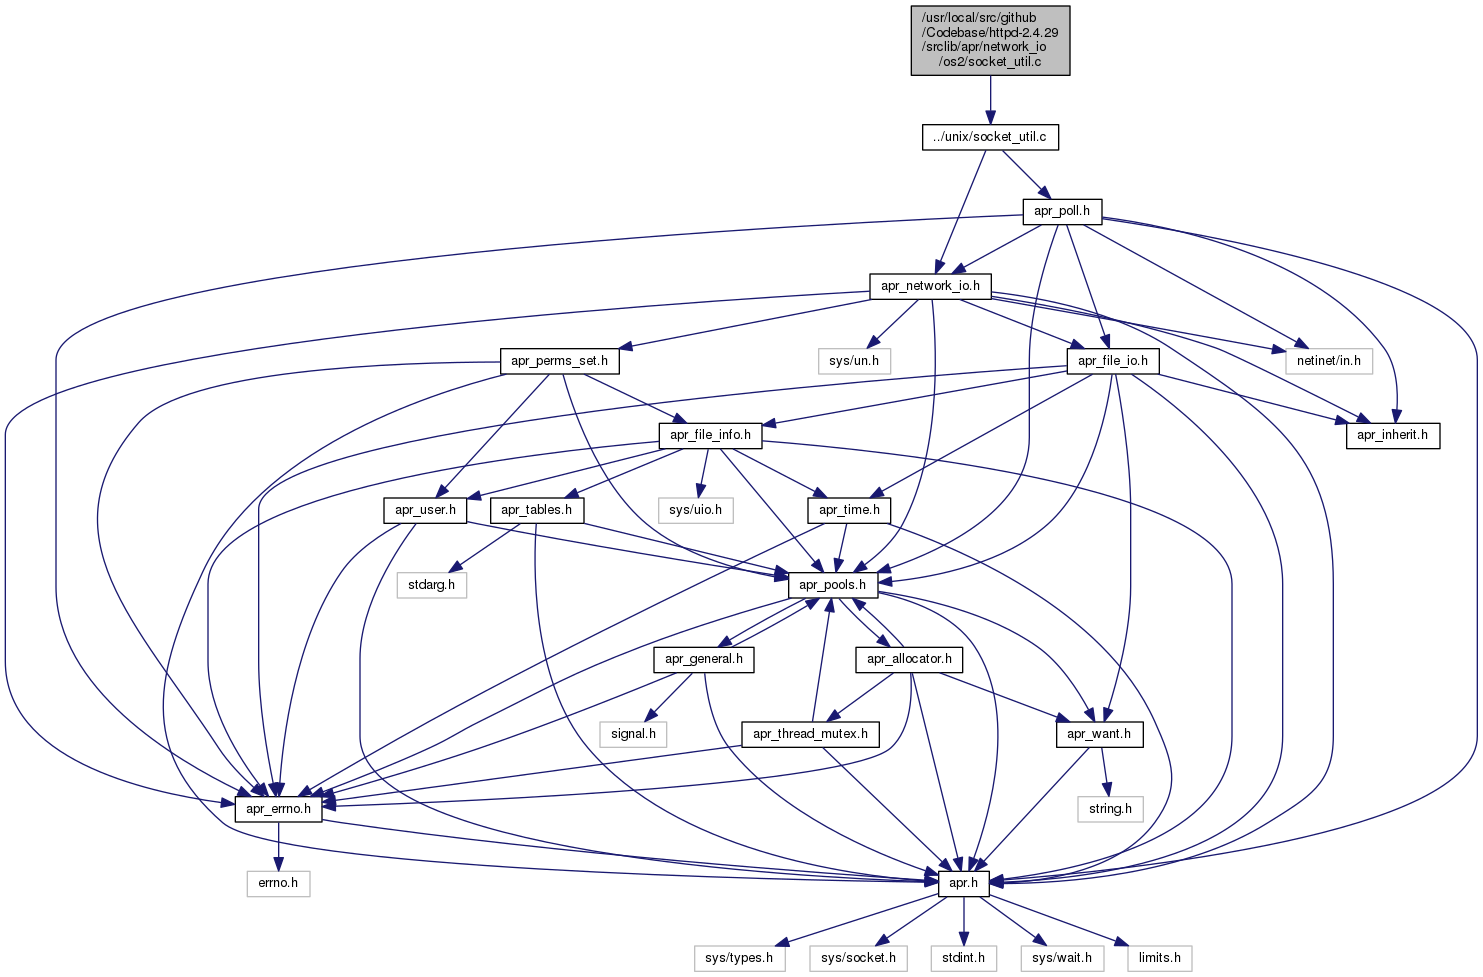 /usr/local/src/github
/Codebase/httpd-2.4.29
/srclib/apr/network_io
/os2/socket_util.c
../unix/socket_util.c
apr_poll.h
apr_network_io.h
apr_perms_set.h
sys/un.h
apr_file_io.h
netinet/in.h
apr_file_info.h
apr_inherit.h
apr_user.h
apr_tables.h
sys/uio.h
apr_time.h
stdarg.h
apr_pools.h
apr_general.h
apr_allocator.h
signal.h
apr_thread_mutex.h
apr_want.h
apr_errno.h
string.h
errno.h
apr.h
sys/types.h
sys/socket.h
stdint.h
sys/wait.h
limits.h